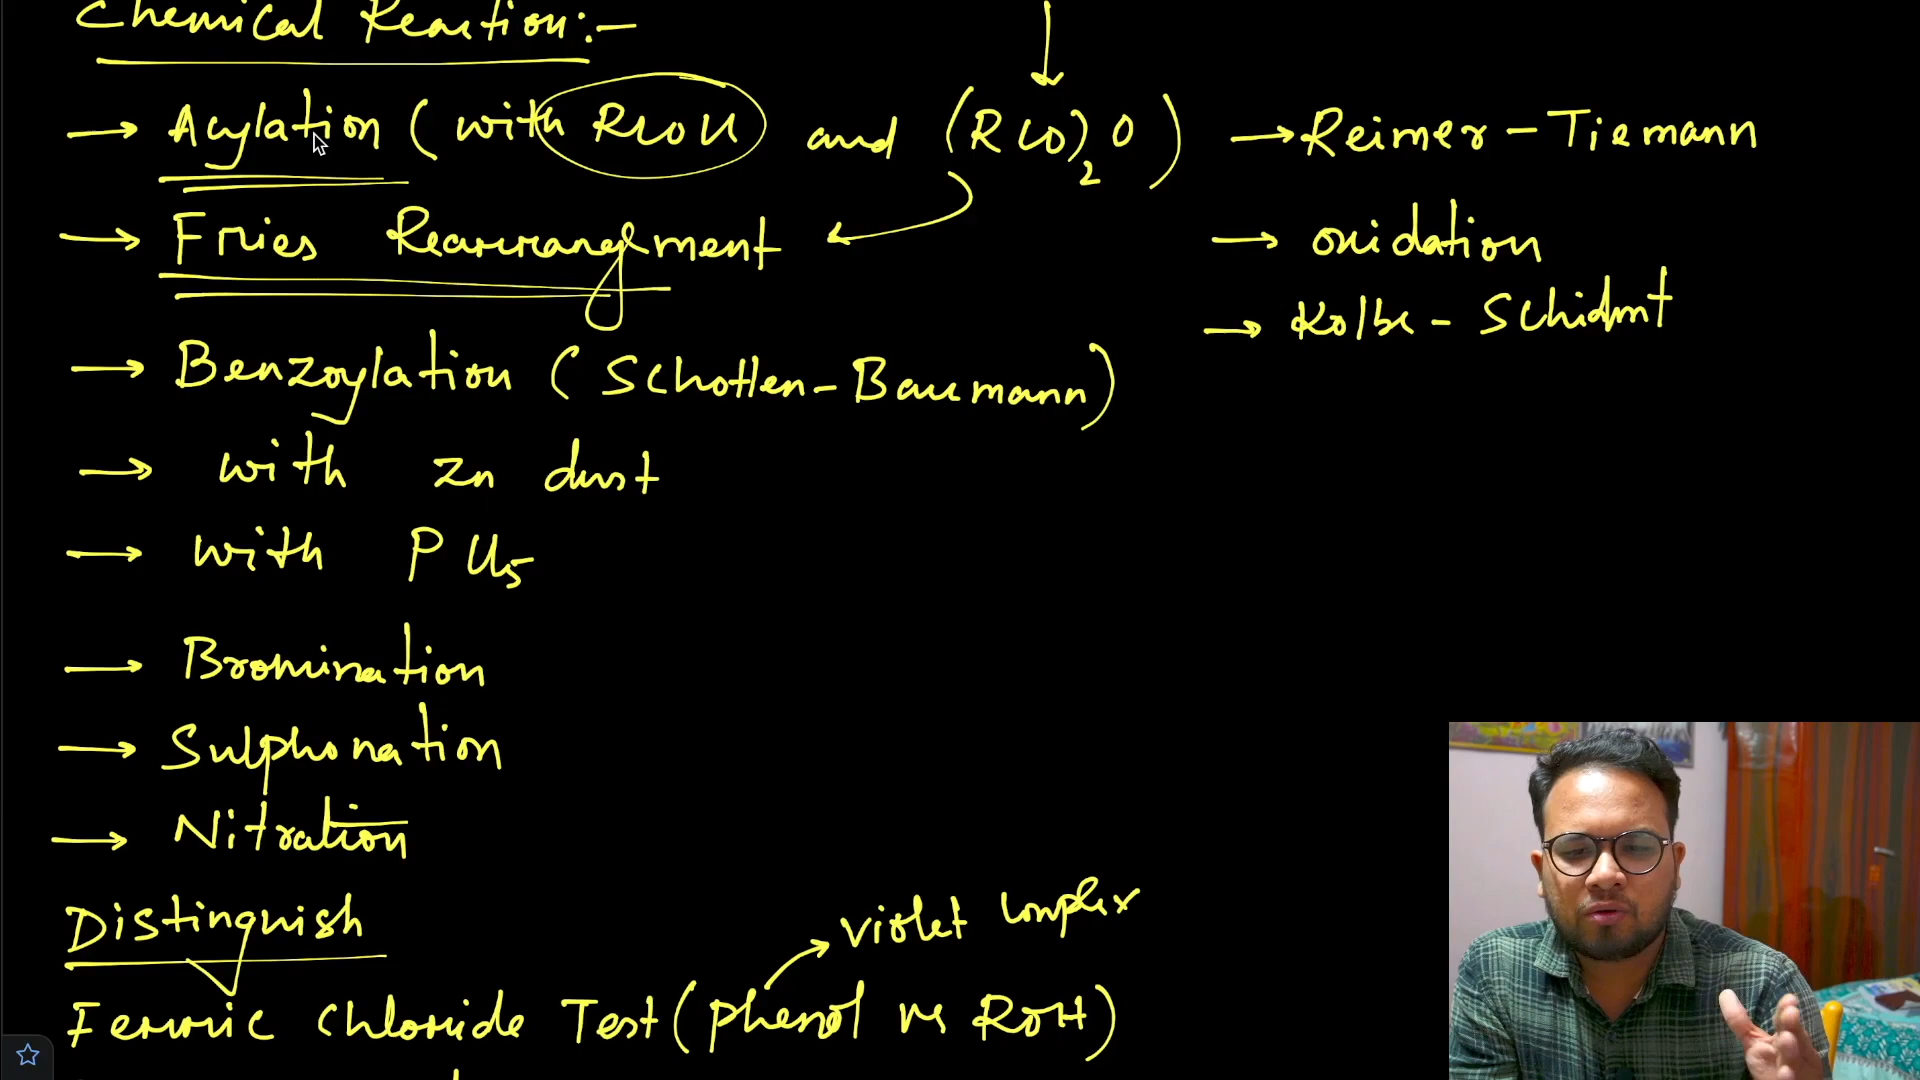 Chemical Reaction:-
→ Acylation (with RCOCl and (RCO)₂O)
→ Fries Rearrangement
→ Benzoylation (Schotten-Baumann)
→ with Zn dust
→ with PCl₅
→ Bromination
→ Sulphonation
→ Nitration
→ Reimer-Tiemann
→ oxidation
→ Kolbe-Schidmt
Distinguish
→ violet complex
Ferric Chloride Test (phenol vs ROH)